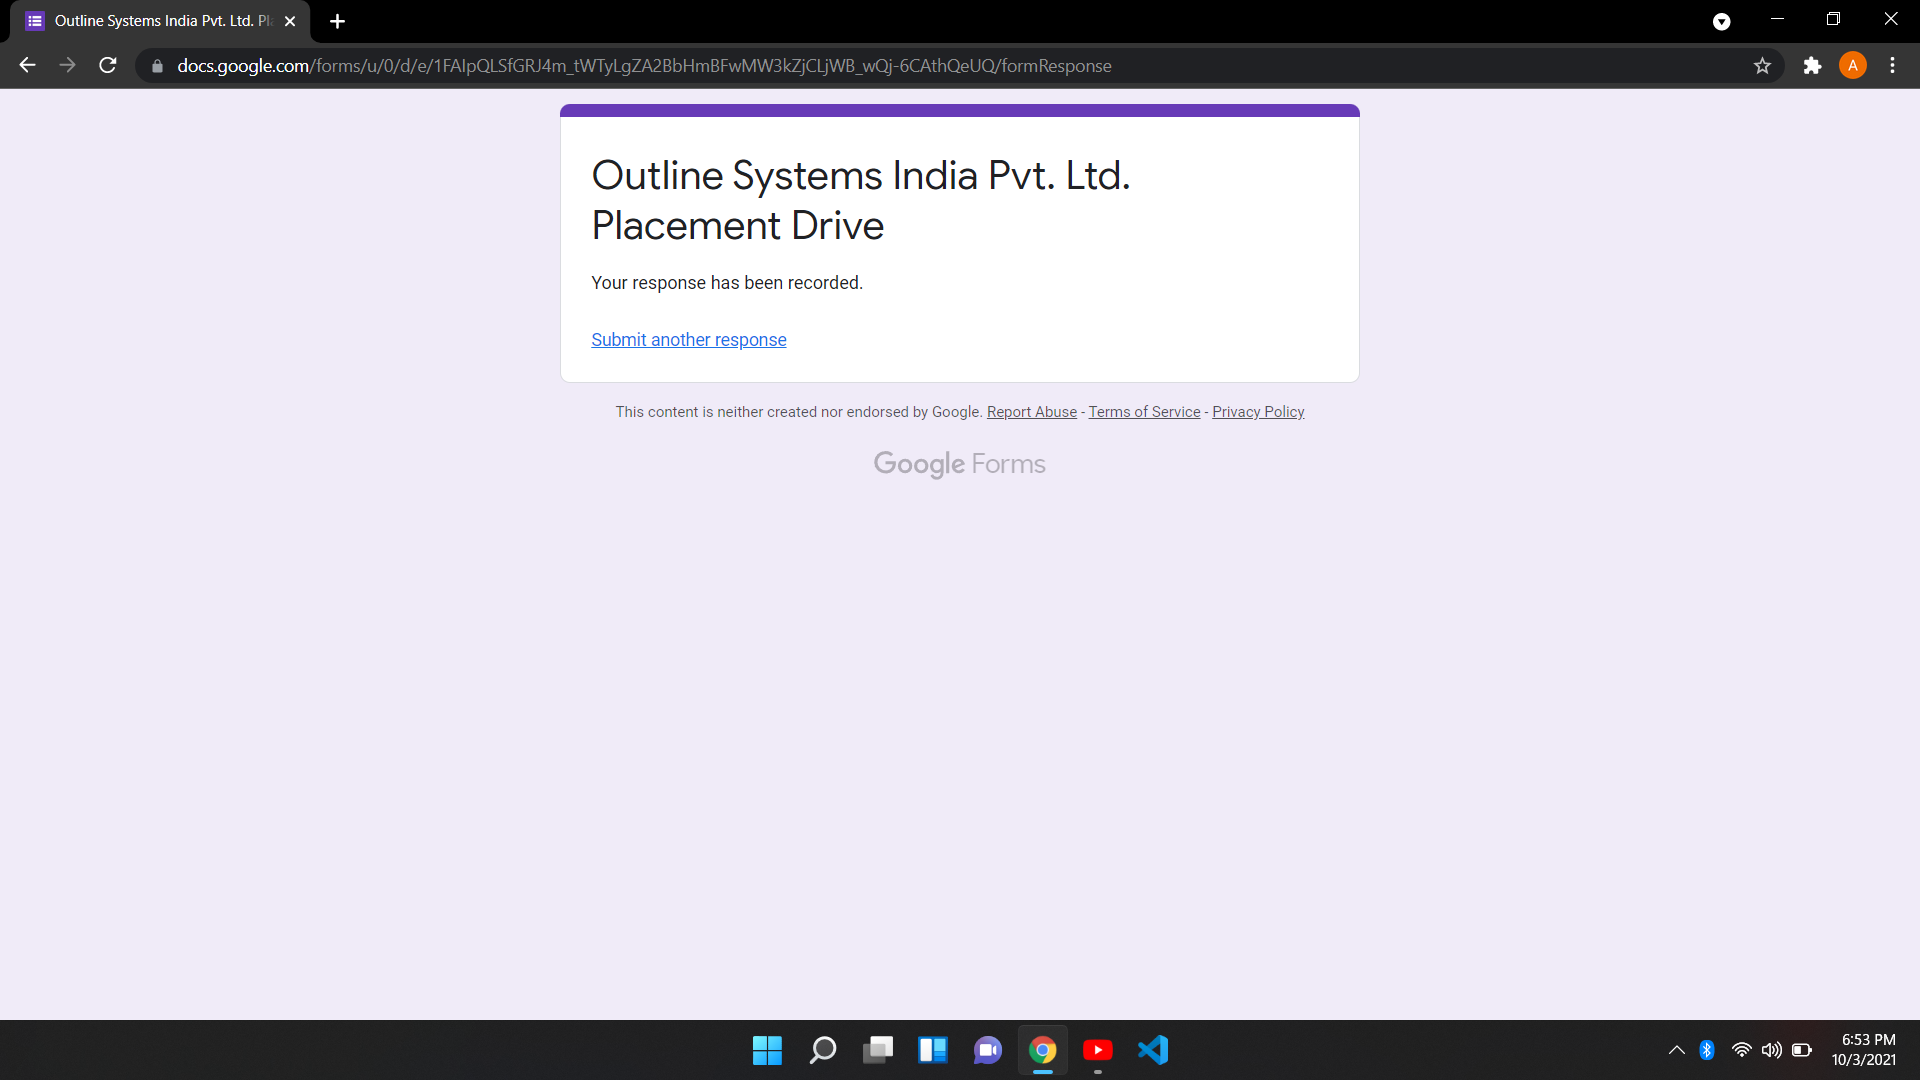 Outline Systems India Pvt. Ltd.
docs.google.com/forms/u/0/d/e/1FAIpQLSfGRJ4m_tWTyLgZA2BbHmBFwMW3kZjCLjWB_wQj-6CAthQeUQ/formResponse
A
Outline Systems India Pvt. Ltd.
Placement Drive
Your response has been recorded.
Submit another response
This content is neither created nor endorsed by Google. Report Abuse - Terms of Service - Privacy Policy
Google Forms
6:53 PM
10/3/2021